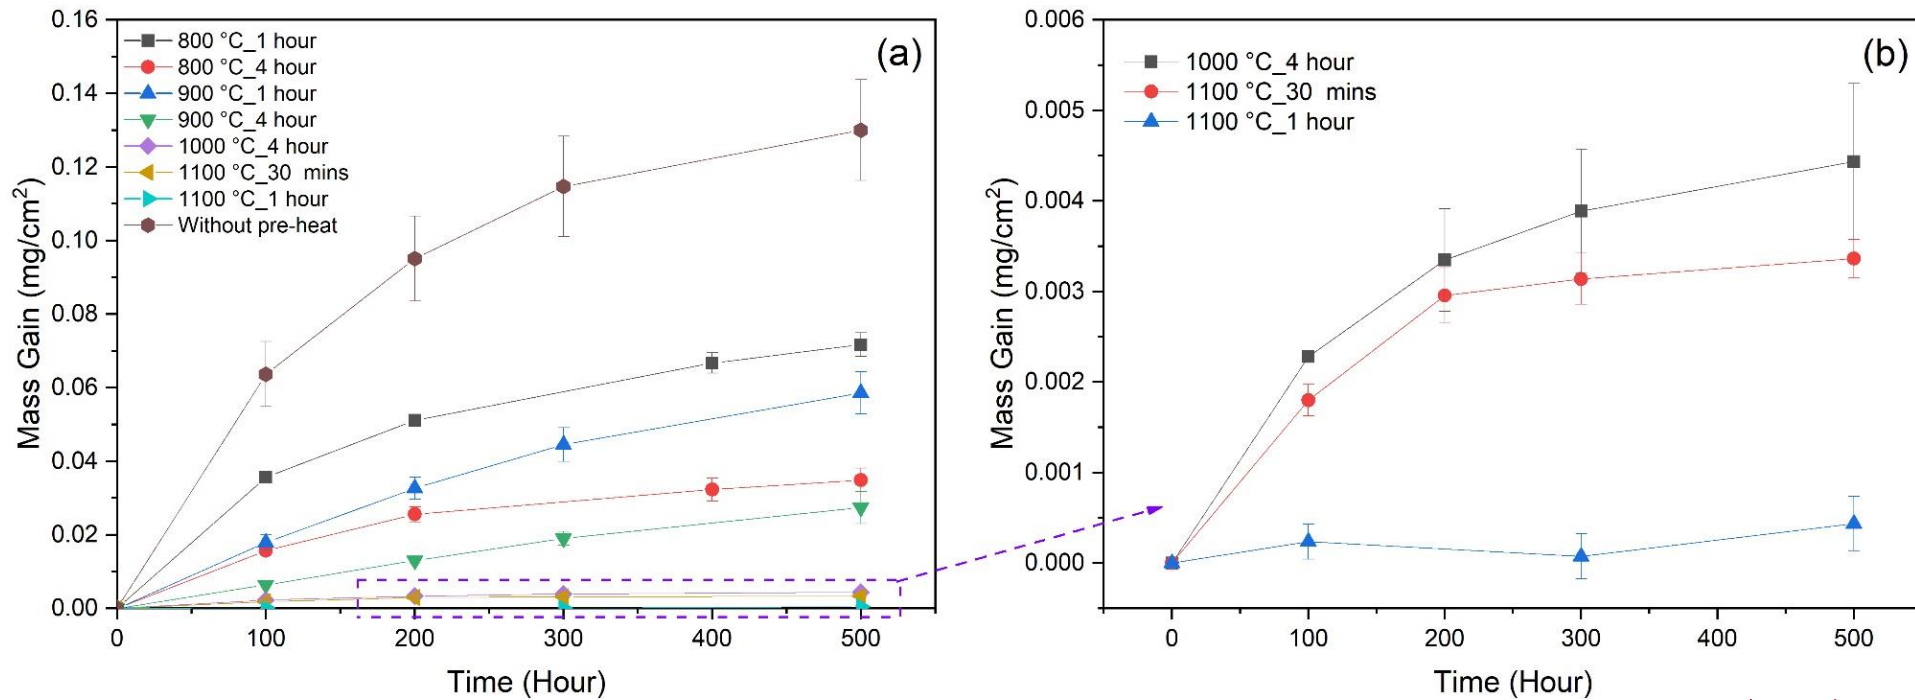 (a)
800 °C_1 hour
800 °C_4 hour
900 °C_1 hour
900 °C_4 hour
1000 °C_4 hour
1100 °C_30 mins
1100 °C_1 hour
Without pre-heat
Mass Gain (mg/cm²)
0.16
0.14
0.12
0.10
0.08
0.06
0.04
0.02
0.00
0 100 200 300 400 500
Time (Hour)
(b)
1000 °C_4 hour
1100 °C_30 mins
1100 °C_1 hour
Mass Gain (mg/cm²)
0.006
0.005
0.004
0.003
0.002
0.001
0.000
0 100 200 300 400 500
Time (Hour)